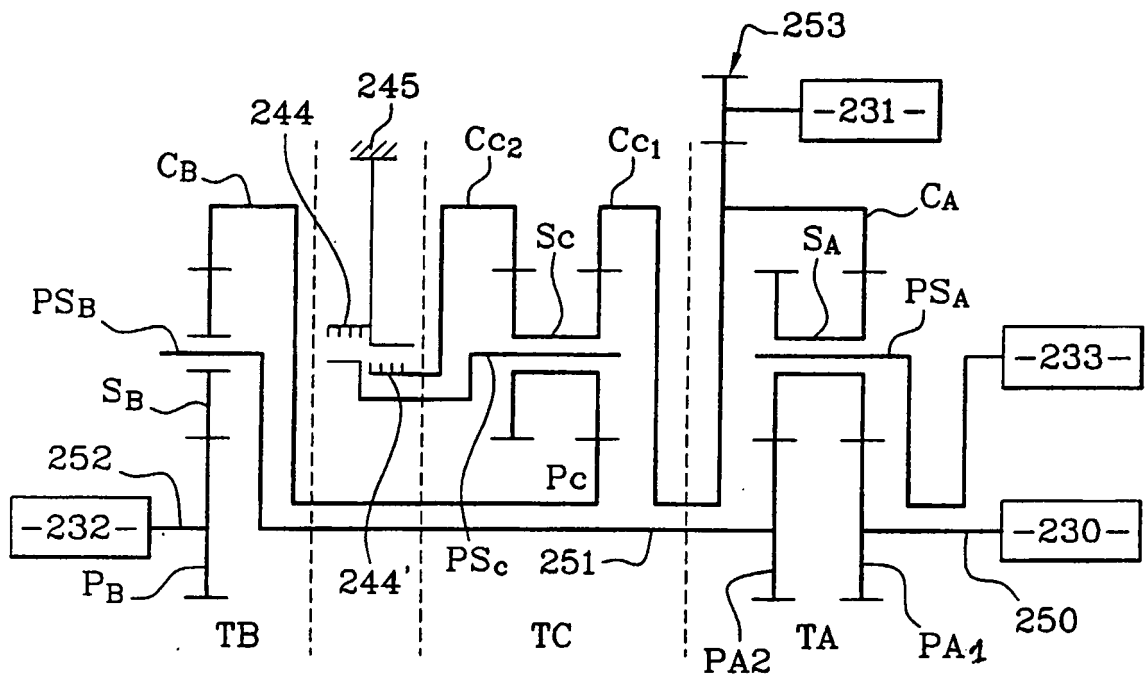 253
245
244
-231-
CB
Cc2
Cc1
CA
Sc
SA
PSB
PSA
-233-
SB
252
Pc
-232-
-230-
PB
244'
PSc
251
250
TB
TC
TA
PA2
PA1